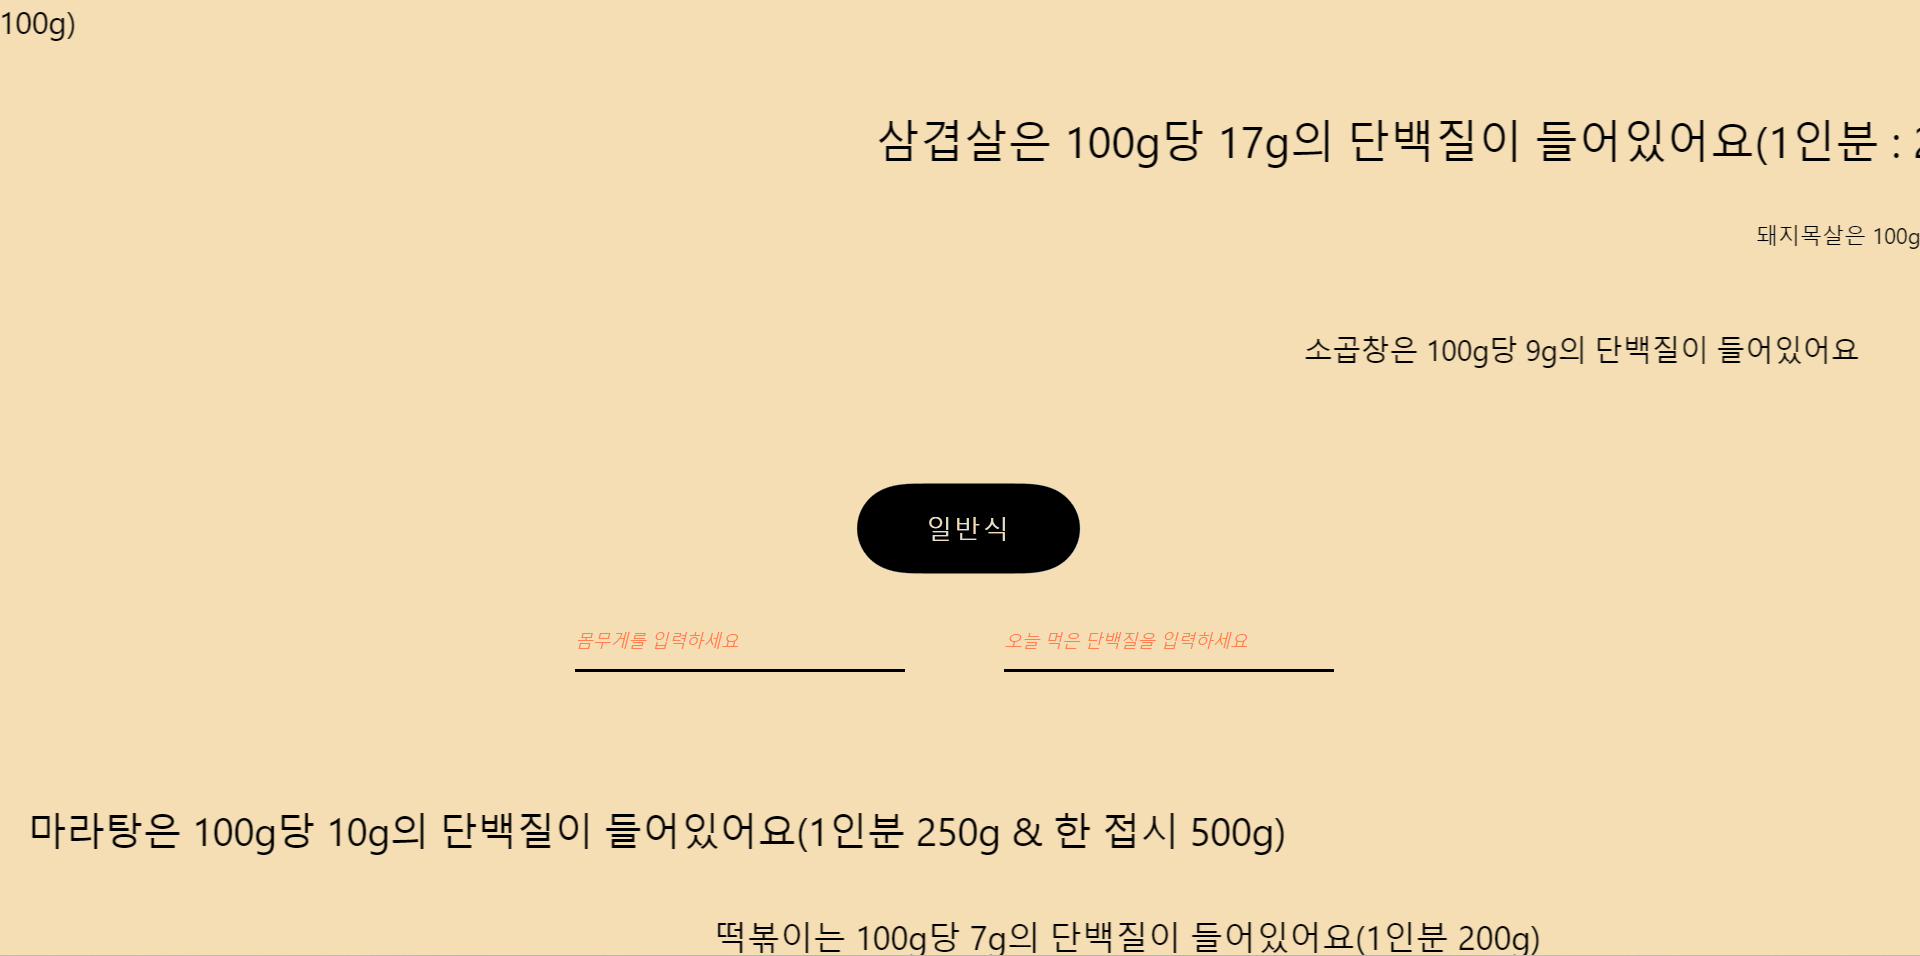 100g)
삼겹살은 100g당 17g의 단백질이 들어있어요(1인분 :
돼지목살은 100g
소곱창은 100g당 9g의 단백질이 들어있어요
일반식
몸무게를 입력하세요
오늘 먹은 단백질을 입력하세요
마라탕은 100g당 10g의 단백질이 들어있어요(1인분 250g & 한 접시 500g)
떡볶이는 100g당 7g의 단백질이 들어있어요(1인분 200g)